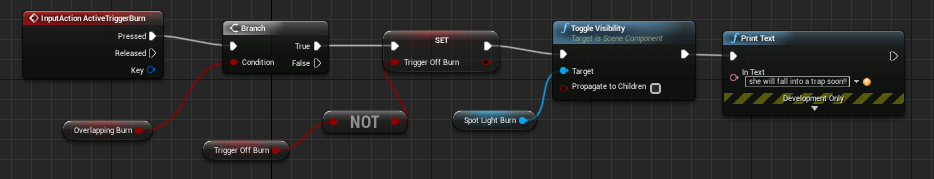 InputAction ActiveTriggerBurn
Pressed
Released
Key
Branch
True
Condition
False
SET
Trigger Off Burn
Toggle Visibility
Target is Scene Component
Target
Propagate to Children
Print Text
In Text
she will fall into a trap soon!!
Development Only
Overlapping Burn
Trigger Off Burn
NOT
Spot Light Burn